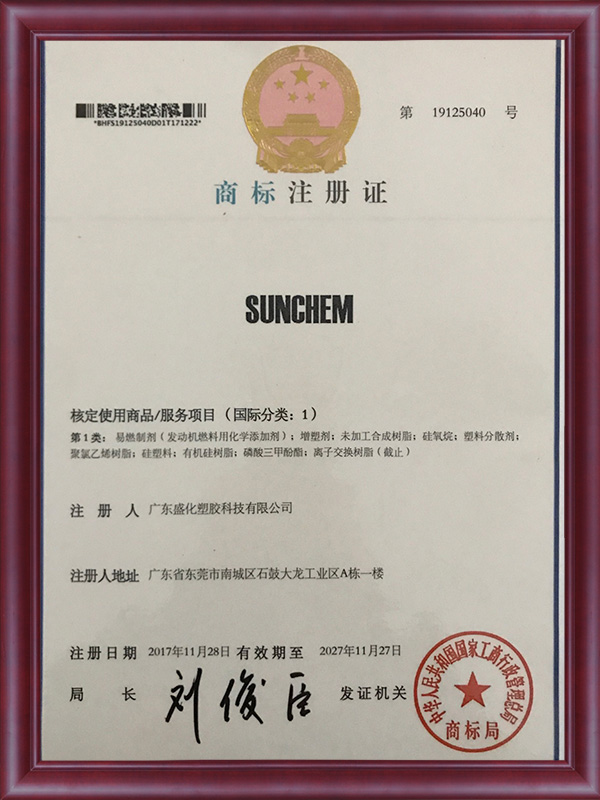 *BHFS19125040D01T171222*
第 19125040 号
商标注册证
SUNCHEM
核定使用商品/服务项目（国际分类：1）
第1类：易燃制剂（发动机燃料用化学添加剂）；增塑剂；未加工合成树脂；硅氧烷；塑料分散剂；
聚氯乙烯树脂；硅塑料；有机硅树脂；磷酸三甲酚酯；离子交换树脂（截止）
注册人 广东盛化塑胶科技有限公司
注册人地址 广东省东莞市南城区石鼓大龙工业区A栋一楼
注册日期 2017年11月28日 有效期至 2027年11月27日
局长 刘俊臣 发证机关
中华人民共和国国家工商行政管理总局
商标局